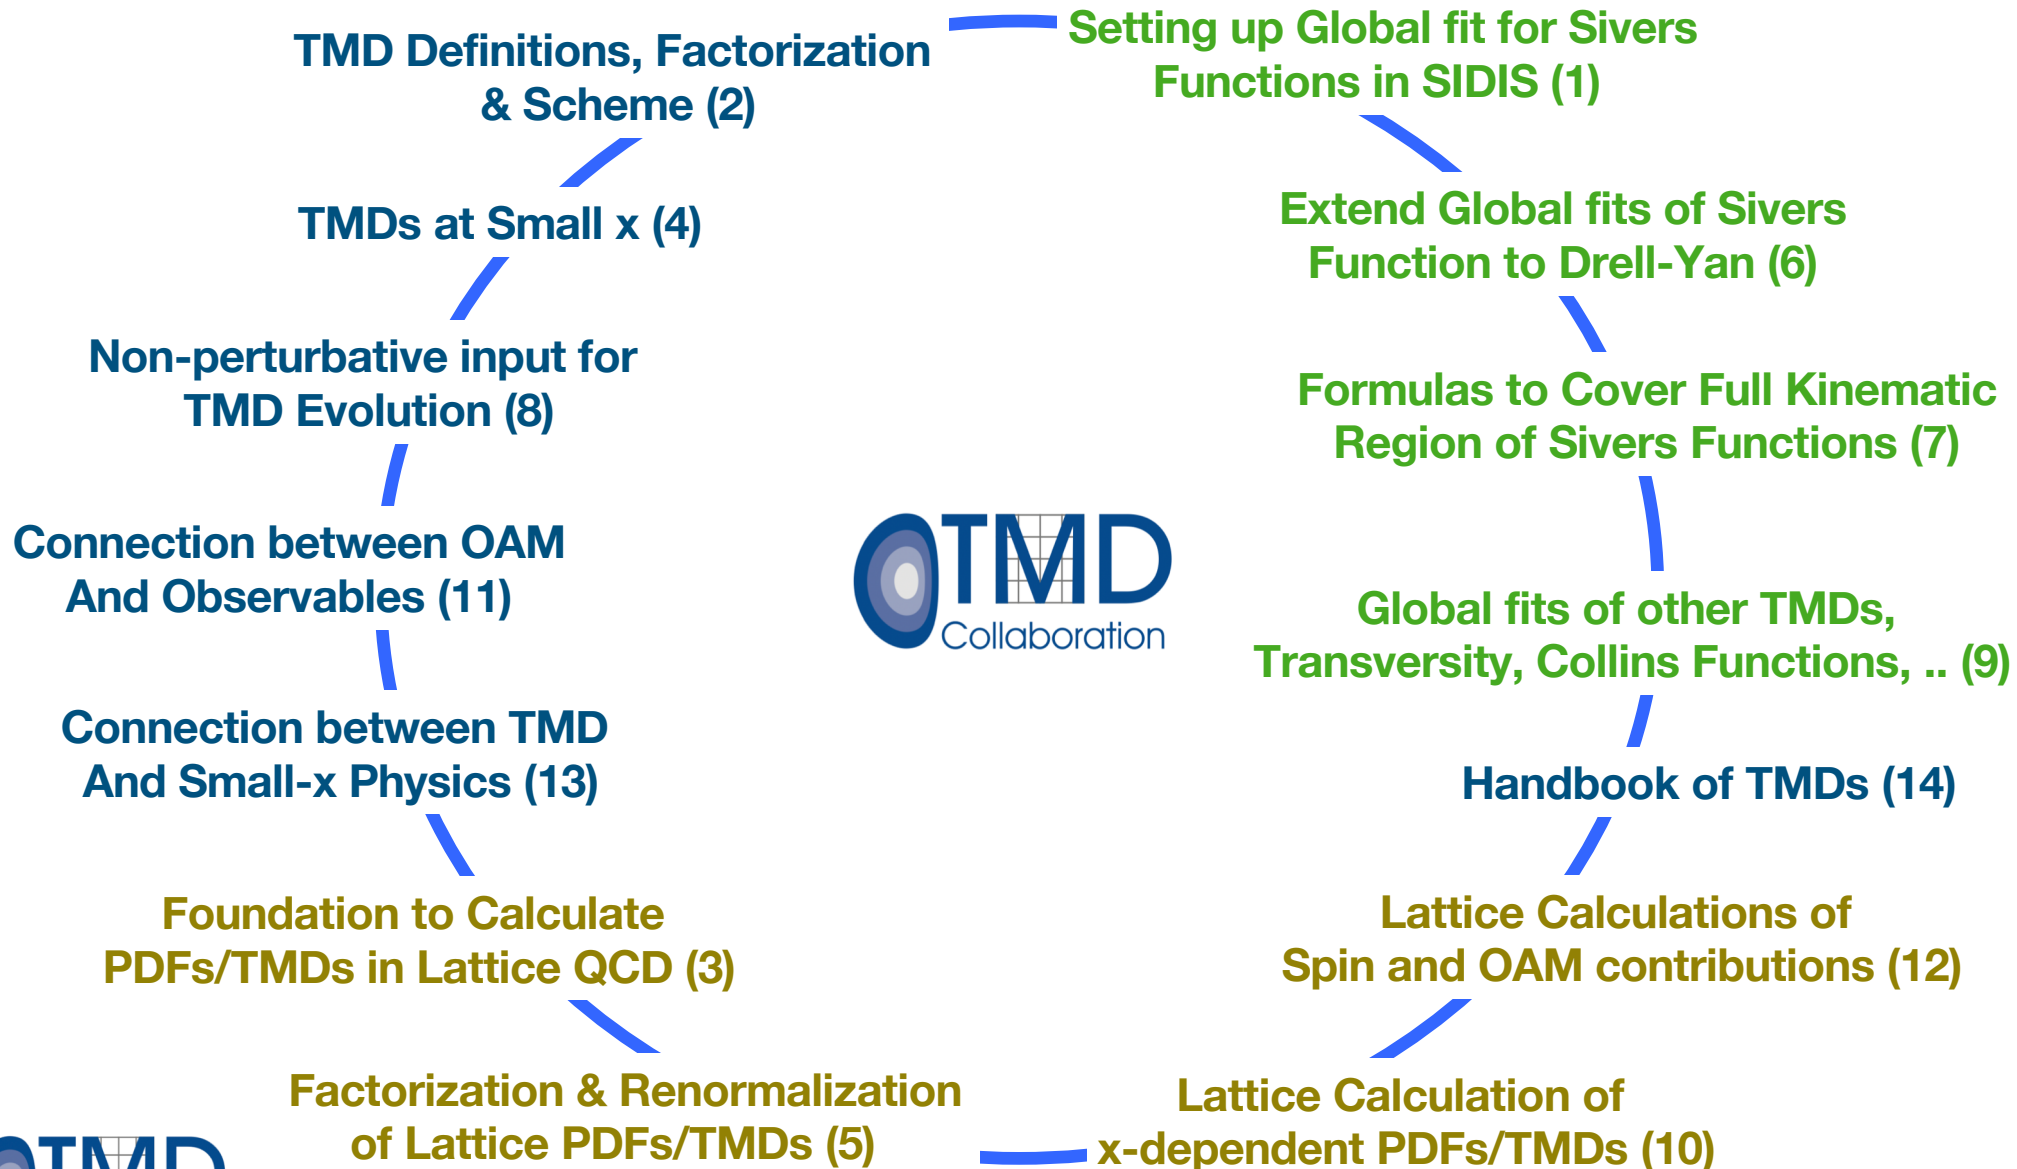 Setting up Global fit for Sivers
Functions in SIDIS (1)
TMD Definitions, Factorization
& Scheme (2)
Extend Global fits of Sivers
Function to Drell-Yan (6)
TMDs at Small x (4)
Non-perturbative input for
TMD Evolution (8)
Formulas to Cover Full Kinematic
Region of Sivers Functions (7)
Connection between OAM
And Observables (11)
TMD
Collaboration
Global fits of other TMDs,
Transversity, Collins Functions, .. (9)
Connection between TMD
And Small-x Physics (13)
Handbook of TMDs (14)
Foundation to Calculate
PDFs/TMDs in Lattice QCD (3)
Lattice Calculations of
Spin and OAM contributions (12)
Factorization & Renormalization
of Lattice PDFs/TMDs (5)
Lattice Calculation of
x-dependent PDFs/TMDs (10)
TMD